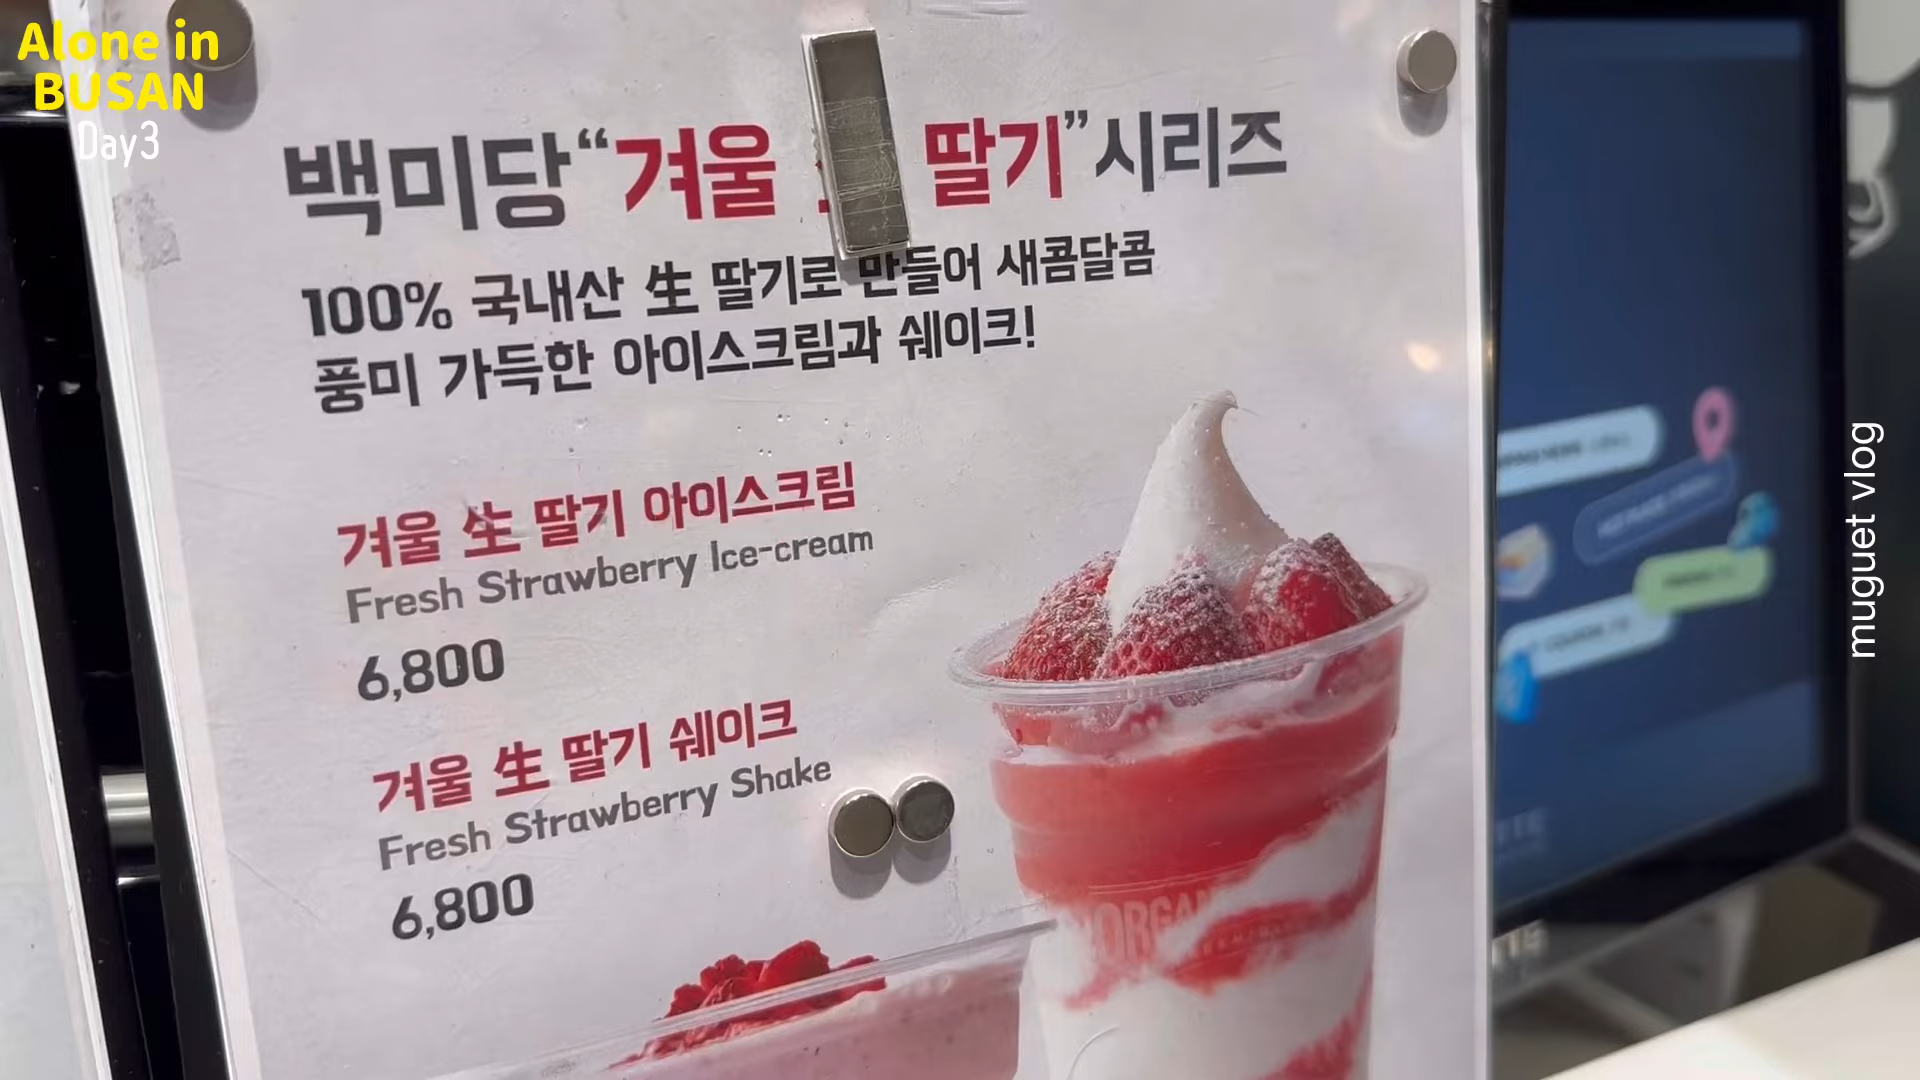 Alone in
BUSAN
Day3
백미당 “겨울 딸기” 시리즈
100% 국내산 生 딸기로 만들어 새콤달콤
풍미 가득한 아이스크림과 쉐이크!
겨울 生 딸기 아이스크림
Fresh Strawberry Ice-cream
6,800
겨울 生 딸기 쉐이크
Fresh Strawberry Shake
6,800
muguet vlog